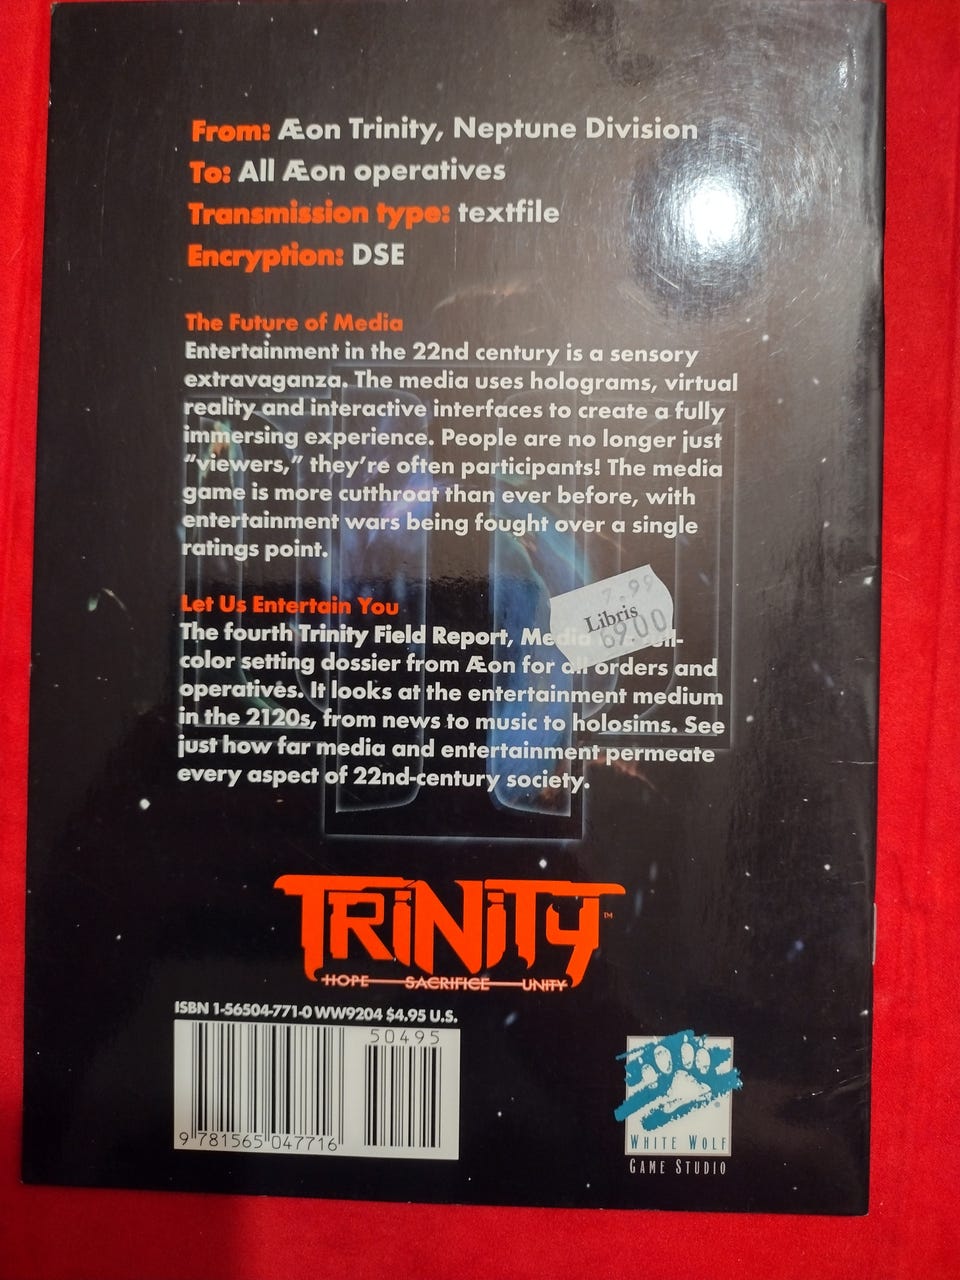 From: Æon Trinity, Neptune Division
To: All Æon operatives
Transmission type: textfile
Encryption: DSE
The Future of Media
Entertainment in the 22nd century is a sensory
extravaganza. The media uses holograms, virtual
reality and interactive interfaces to create a fully
immersing experience. People are no longer just
“viewers,” they’re often participants! The media
game is more cutthroat than ever before, with
entertainment wars being fought over a single
ratings point.
Let Us Entertain You
The fourth Trinity Field Report, Media
color setting dossier from Æon for all orders and
operatives. It looks at the entertainment medium
in the 2120s, from news to music to holosims. See
just how far media and entertainment permeate
every aspect of 22nd-century society.
7.99
Libris
69.00
TRiNiTY™
HOPE SACRIFICE UNITY
ISBN 1-56504-771-0 WW9204 $4.95 U.S.
50495
9 781565 047716
WHITE WOLF
GAME STUDIO